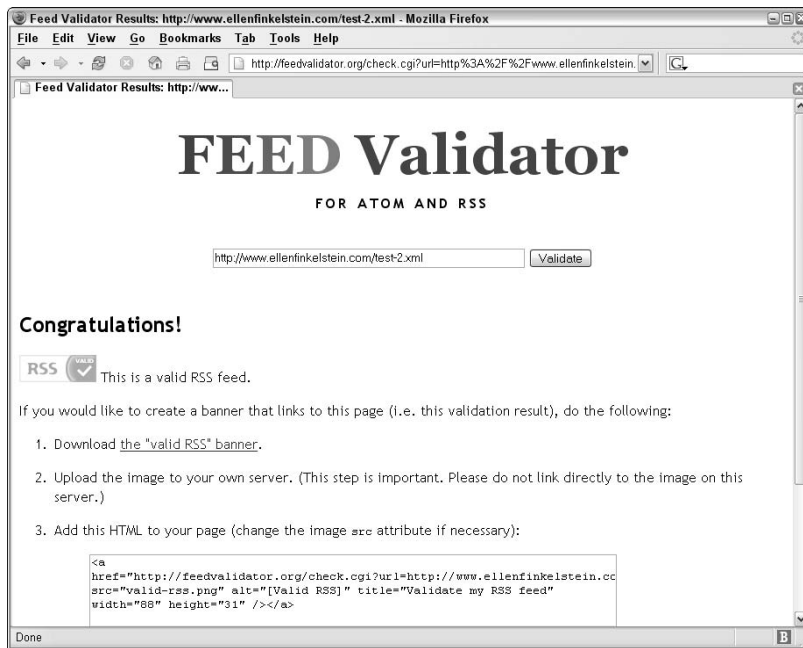 Feed Validator Results: http://www.ellenfinkelstein.com/test-2.xml - Mozilla Firefox
File Edit View Go Bookmarks Tab Tools Help
http://feedvalidator.org/check.cgi?url=http%3A%2F%2Fwww.ellenfinkelstein.
G
Feed Validator Results: http://ww...
FEED Validator
FOR ATOM AND RSS
http://www.ellenfinkelstein.com/test-2.xml Validate
Congratulations!
RSS VALID This is a valid RSS feed.
If you would like to create a banner that links to this page (i.e. this validation result), do the following:
1. Download the "valid RSS" banner.
2. Upload the image to your own server. (This step is important. Please do not link directly to the image on this
server.)
3. Add this HTML to your page (change the image src attribute if necessary):
<a
href="http://feedvalidator.org/check.cgi?url=http://www.ellenfinkelstein.cc
src="valid-rss.png" alt="[Valid RSS]" title="Validate my RSS feed"
width="88" height="31" /></a>
Done
B